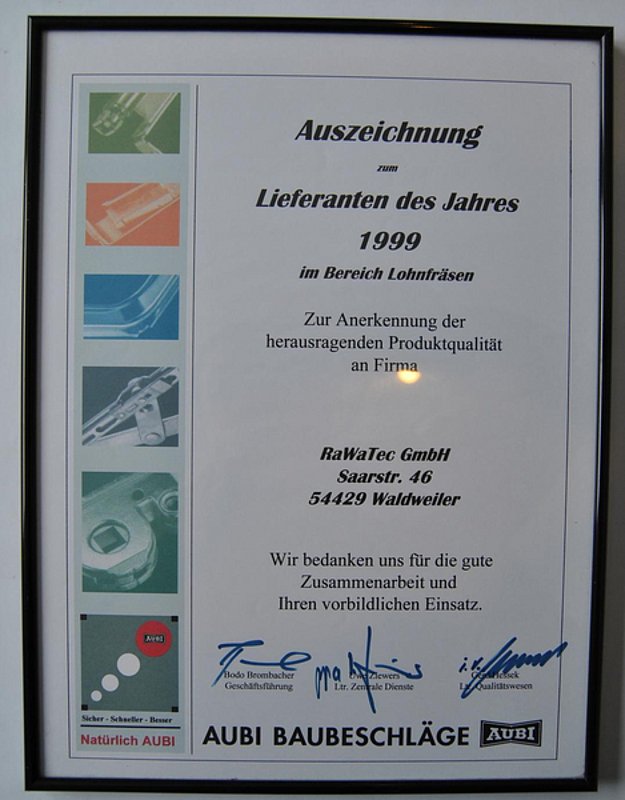 Auszeichnung
zum
Lieferanten des Jahres
1999
im Bereich Lohnfräsen
Zur Anerkennung der
herausragenden Produktqualität
an Firma
RaWaTec GmbH
Saarstr. 46
54429 Waldweiler
Wir bedanken uns für die gute
Zusammenarbeit und
Ihren vorbildlichen Einsatz.
i.V.
Bodo Brombacher
Geschäftsführung
Ltr. Zentrale Dienste
Qualitätswesen
AUBI
Sicher - Schneller - Besser
Natürlich AUBI
AUBI BAUBESCHLÄGE AUBI